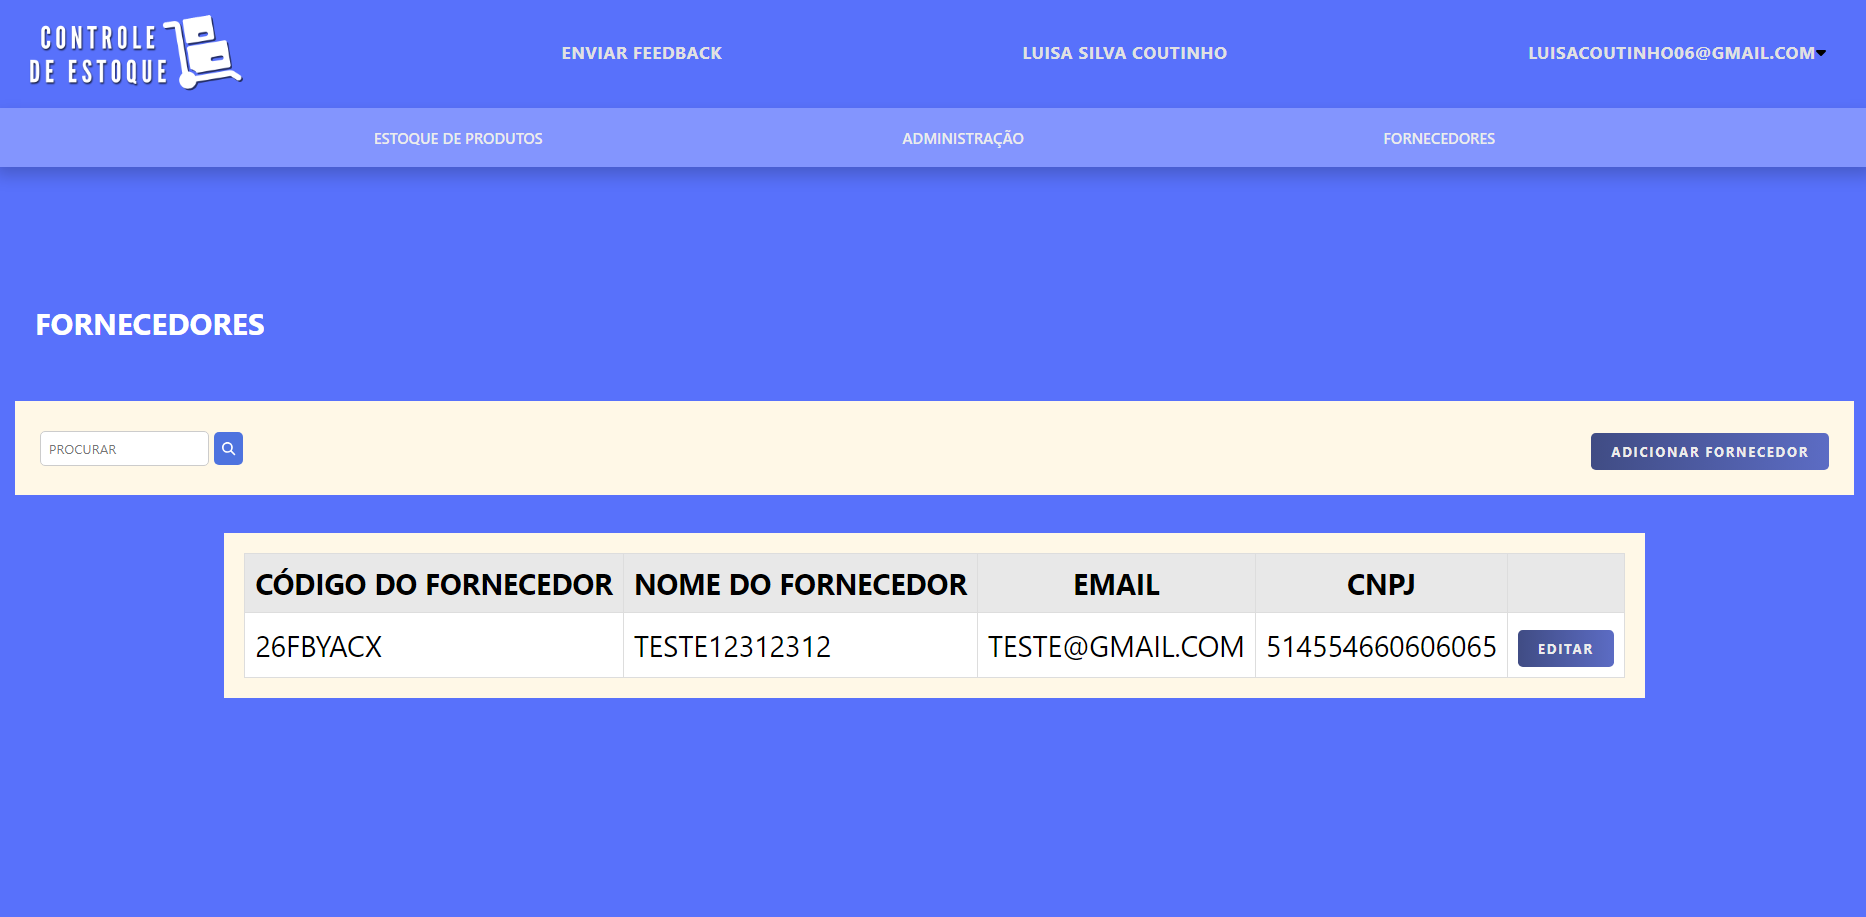 CONTROLE
DE ESTOQUE
ENVIAR FEEDBACK
LUISA SILVA COUTINHO
LUISACOUTINHO06@GMAIL.COM
ESTOQUE DE PRODUTOS
ADMINISTRAÇÃO
FORNECEDORES
FORNECEDORES
PROCURAR
ADICIONAR FORNECEDOR
CÓDIGO DO FORNECEDOR NOME DO FORNECEDOR EMAIL CNPJ
26FBYACX TESTE12312312 TESTE@GMAIL.COM 514554660606065 EDITAR